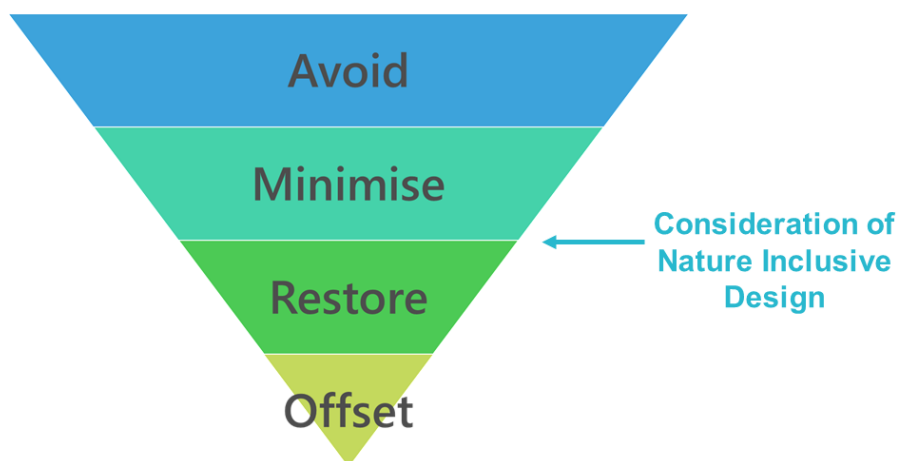 Avoid
Minimise
Consideration of
Nature Inclusive
Design
Restore
Offset